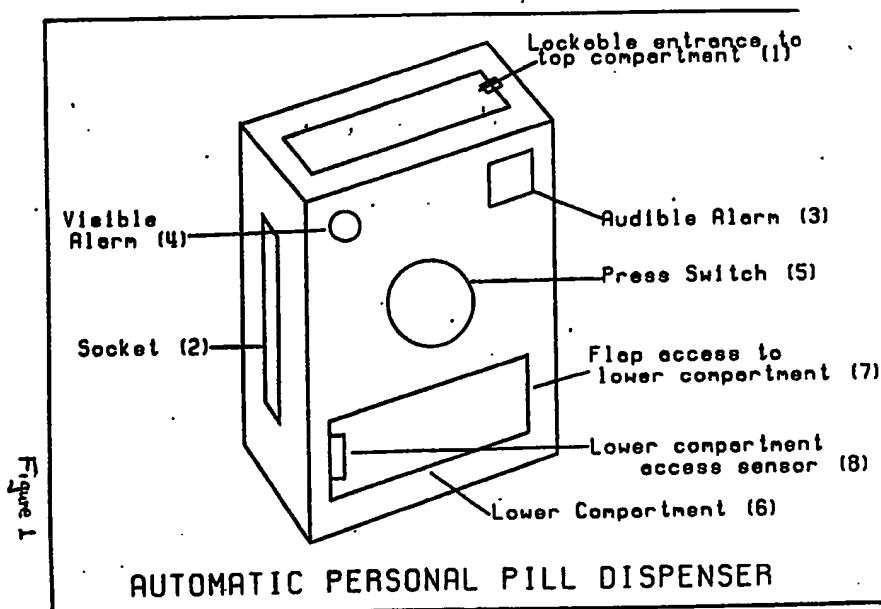 Lockable entrance to
top compartment (1)
Visible
Alarm (4)
Audible Alarm (3)
Press Switch (5)
Socket (2)
Flap access to
lower compartment (7)
Lower compartment
access sensor (8)
Lower Compartment (6)
Figure 1
AUTOMATIC PERSONAL PILL DISPENSER